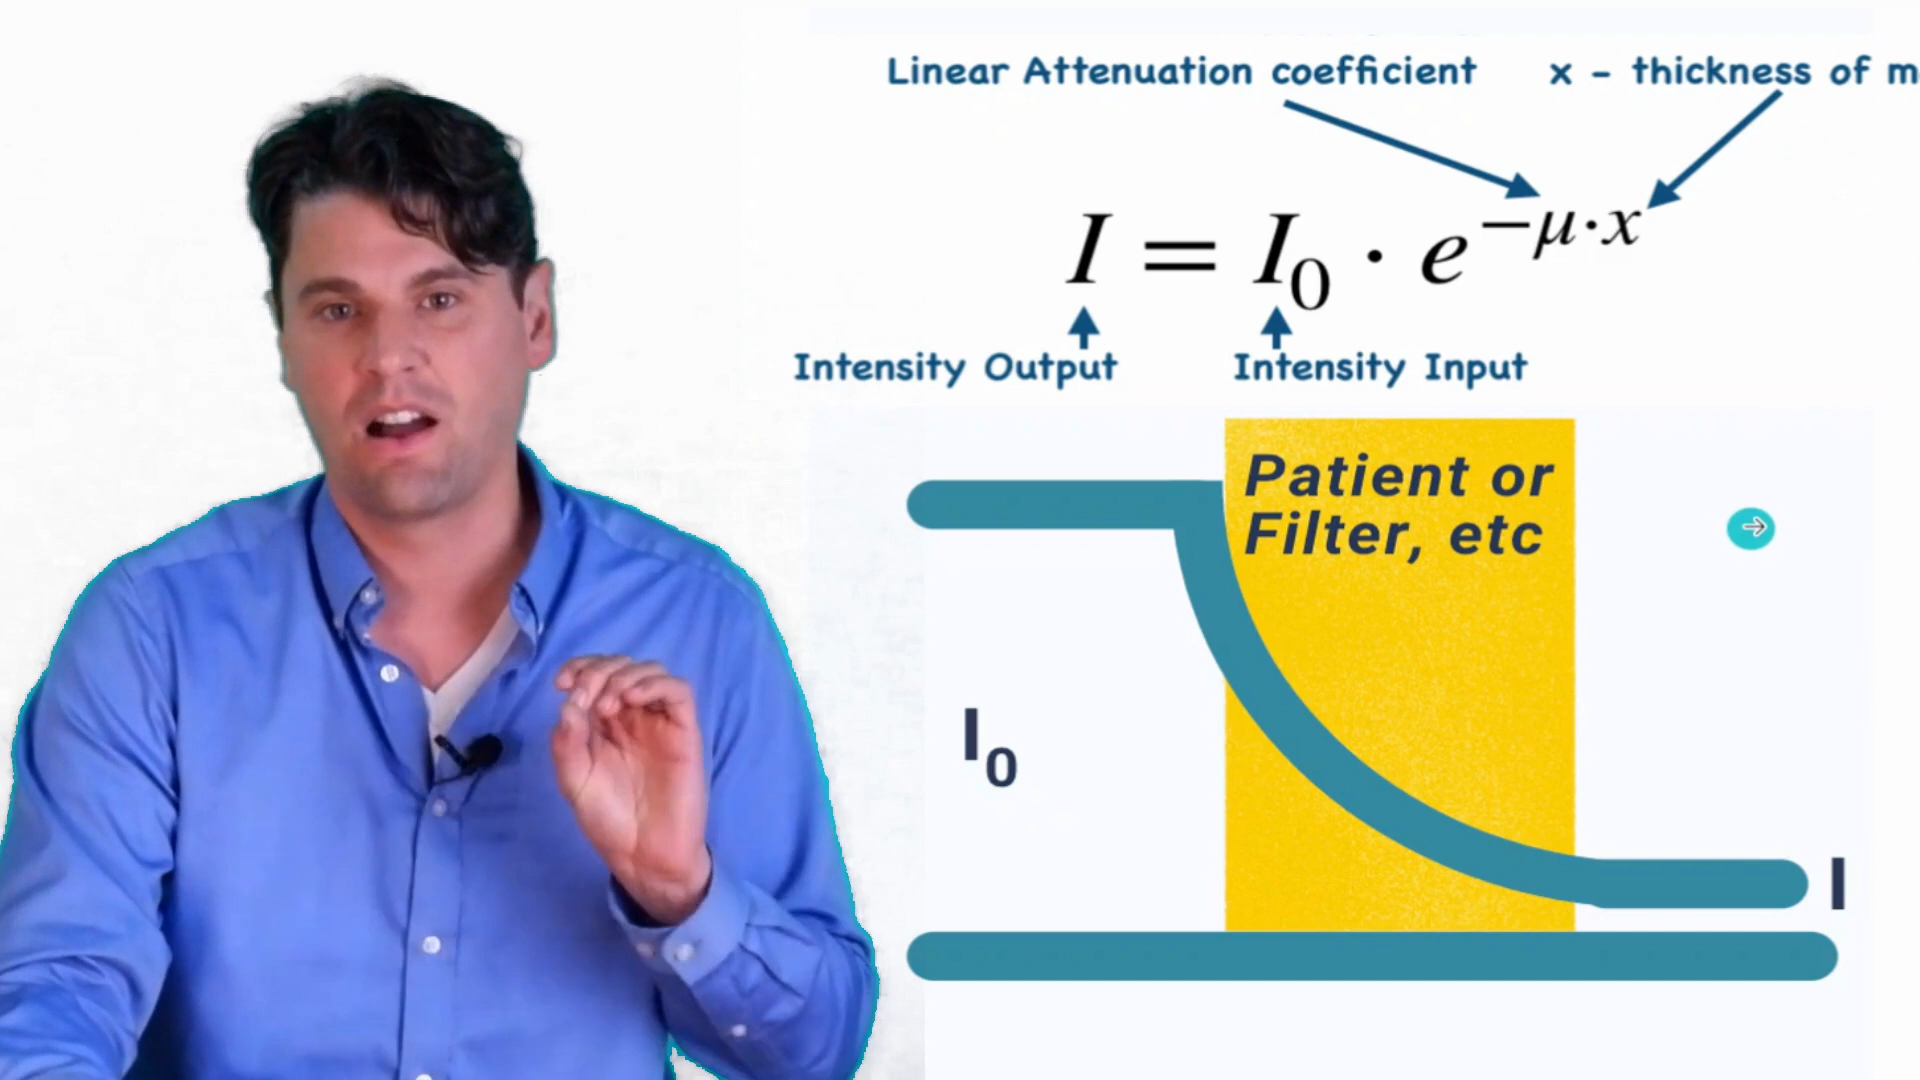 Linear Attenuation coefficient x - thickness of m
I = I₀ · e^{-μ·x}
Intensity Output Intensity Input
Patient or
Filter, etc
I₀
I